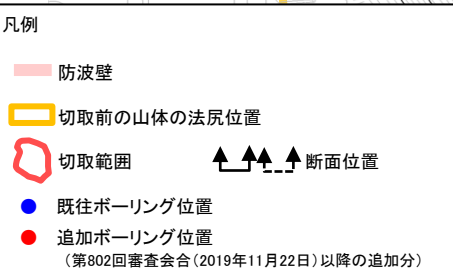 凡例
防波壁
切取前の山体の法尻位置
切取範囲 断面位置
既往ボーリング位置
追加ボーリング位置
（第802回審査会合(2019年11月22日)以降の追加分）